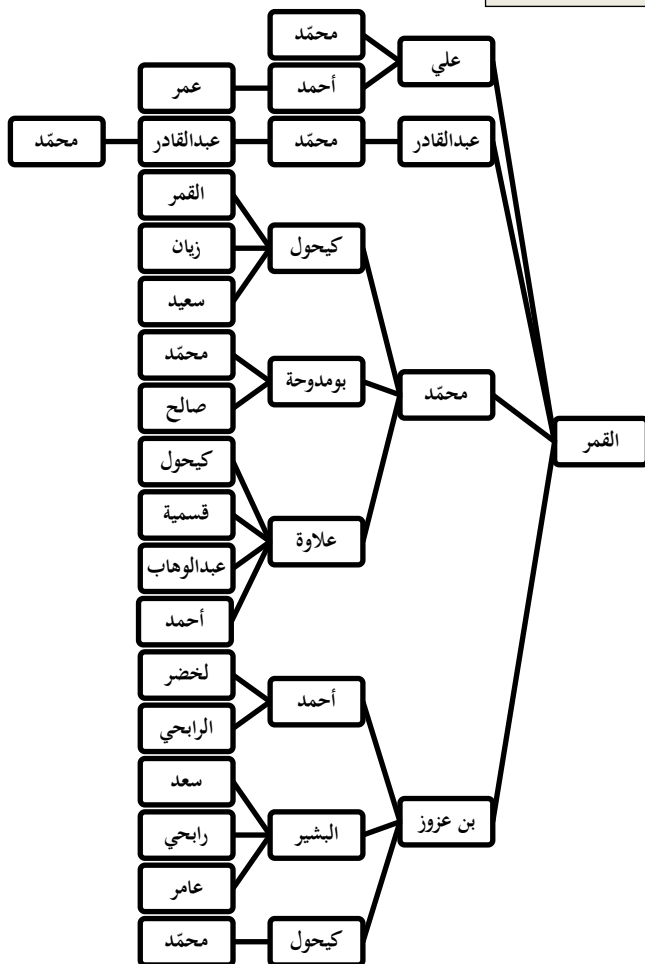 محمّد
علي
أحمد
عمر
عبدالقادر
محمّد
عبدالقادر
محمّد
القمر
كيحول
زيان
سعيد
محمّد
بومدوحة
صالح
محمّد
القمر
كيحول
قسمية
علاوة
عبدالوهاب
أحمد
لخضر
أحمد
الرابحي
سعد
بن عزوز
البشير
رابحي
عامر
كيحول
محمّد